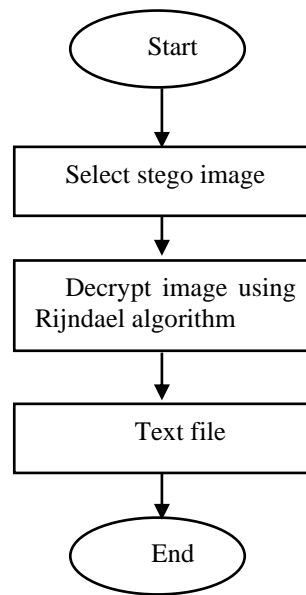 Start
Select stego image
Decrypt image using
Rijndael algorithm
Text file
End